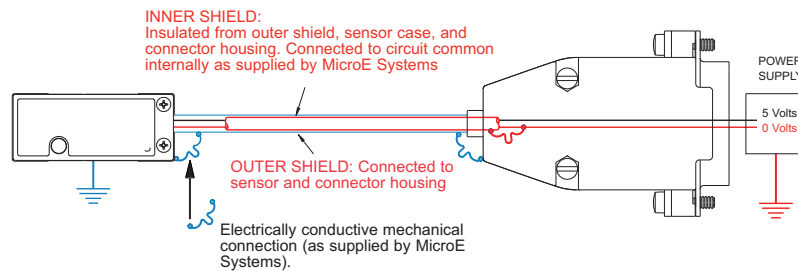 INNER SHIELD:
Insulated from outer shield, sensor case, and
connector housing. Connected to circuit common
internally as supplied by MicroE Systems
POWER
SUPPLY
5 Volts
0 Volts
OUTER SHIELD: Connected to
sensor and connector housing
Electrically conductive mechanical
connection (as supplied by MicroE
Systems).